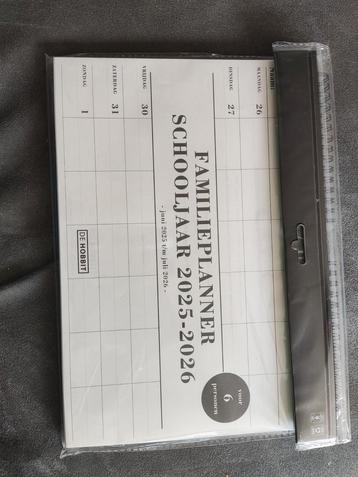 Naam:
MAANDAG 26
DINSDAG 27
VRIJDAG 30
ZATERDAG 31
ZONDAG 1
FAMILIEPLANNER
SCHOOLJAAR 2025-2026
- juni 2025 t/m juli 2026 -
voor
6
personen
DE HOBBIT